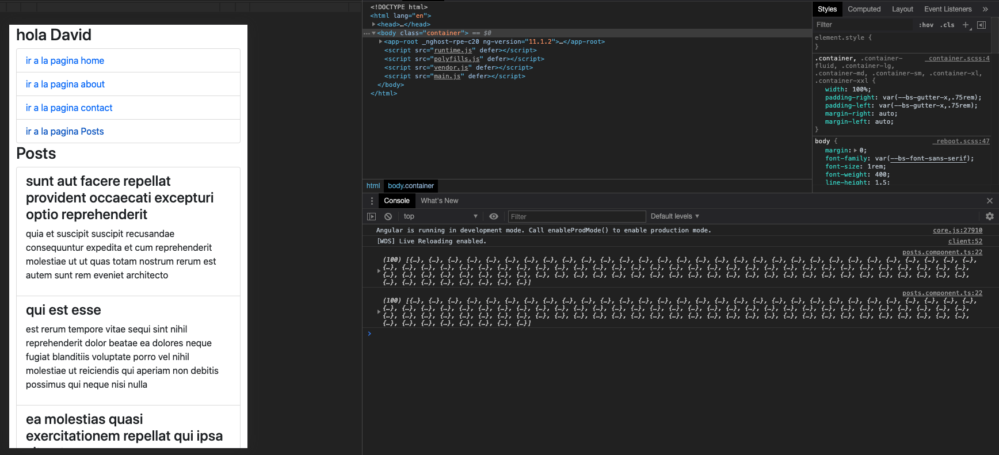 hola David
ir a la pagina home
ir a la pagina about
ir a la pagina contact
ir a la pagina Posts
Posts
sunt aut facere repellat
provident occaecati excepturi
optio reprehenderit
quia et suscipit suscipit recusandae
consequuntur expedita et cum reprehenderit
molestiae ut ut quas totam nostrum rerum est
autem sunt rem eveniet architecto
qui est esse
est rerum tempore vitae sequi sint nihil
reprehenderit dolor beatae ea dolores neque
fugiat blanditiis voluptate porro vel nihil
molestiae ut reiciendis qui aperiam non debitis
possimus qui neque nisi nulla
ea molestias quasi
exercitationem repellat qui ipsa
<!DOCTYPE html>
<html lang="en">
<head>…</head>
<body class="container"> == $0
<app-root _nghost-rpe-c20 ng-version="11.1.2">…</app-root>
<script src="runtime.js" defer></script>
<script src="polyfills.js" defer></script>
<script src="vendor.js" defer></script>
<script src="main.js" defer></script>
</body>
</html>
html body.container
Styles Computed Layout Event Listeners »
Filter :hov .cls +
element.style {
}
.container, .container- _container.scss:4
fluid, .container-lg,
.container-md, .container-sm, .container-xl,
.container-xxl {
width: 100%;
padding-right: var(--bs-gutter-x,.75rem);
padding-left: var(--bs-gutter-x,.75rem);
margin-right: auto;
margin-left: auto;
}
body { _reboot.scss:47
margin: 0;
font-family: var(--bs-font-sans-serif);
font-size: 1rem;
font-weight: 400;
line-height: 1.5;
Console What's New
top Filter Default levels
Angular is running in development mode. Call enableProdMode() to enable production mode. core.js:27910
[WDS] Live Reloading enabled. client:52
posts.component.ts:22
(100) [{…}, {…}, {…}, {…}, {…}, {…}, {…}, {…}, {…}, {…}, {…}, {…}, {…}, {…}, {…}, {…}, {…}, {…}, {…}, {…}, {…}, {…}, {…}, {…}, {…}, {…}, {…}, {…}, {…}, {…},
{…}, {…}, {…}, {…}, {…}, {…}, {…}, {…}, {…}, {…}, {…}, {…}, {…}, {…}, {…}, {…}, {…}, {…}, {…}, {…}, {…}, {…}, {…}, {…}, {…}, {…}, {…}, {…}, {…}, {…}, {…},
{…}, {…}, {…}, {…}, {…}, {…}, {…}, {…}, {…}, {…}, {…}, {…}, {…}, {…}, {…}, {…}, {…}, {…}, {…}, {…}, {…}, {…}, {…}, {…}, {…}, {…}, {…}, {…}, {…}, {…}, {…},
{…}, {…}, {…}, {…}, {…}, {…}, {…}, {…}]
posts.component.ts:22
(100) [{…}, {…}, {…}, {…}, {…}, {…}, {…}, {…}, {…}, {…}, {…}, {…}, {…}, {…}, {…}, {…}, {…}, {…}, {…}, {…}, {…}, {…}, {…}, {…}, {…}, {…}, {…}, {…}, {…}, {…},
{…}, {…}, {…}, {…}, {…}, {…}, {…}, {…}, {…}, {…}, {…}, {…}, {…}, {…}, {…}, {…}, {…}, {…}, {…}, {…}, {…}, {…}, {…}, {…}, {…}, {…}, {…}, {…}, {…}, {…}, {…},
{…}, {…}, {…}, {…}, {…}, {…}, {…}, {…}, {…}, {…}, {…}, {…}, {…}, {…}, {…}, {…}, {…}, {…}, {…}, {…}, {…}, {…}, {…}, {…}, {…}, {…}, {…}, {…}, {…}, {…}, {…},
{…}, {…}, {…}, {…}, {…}, {…}, {…}, {…}]